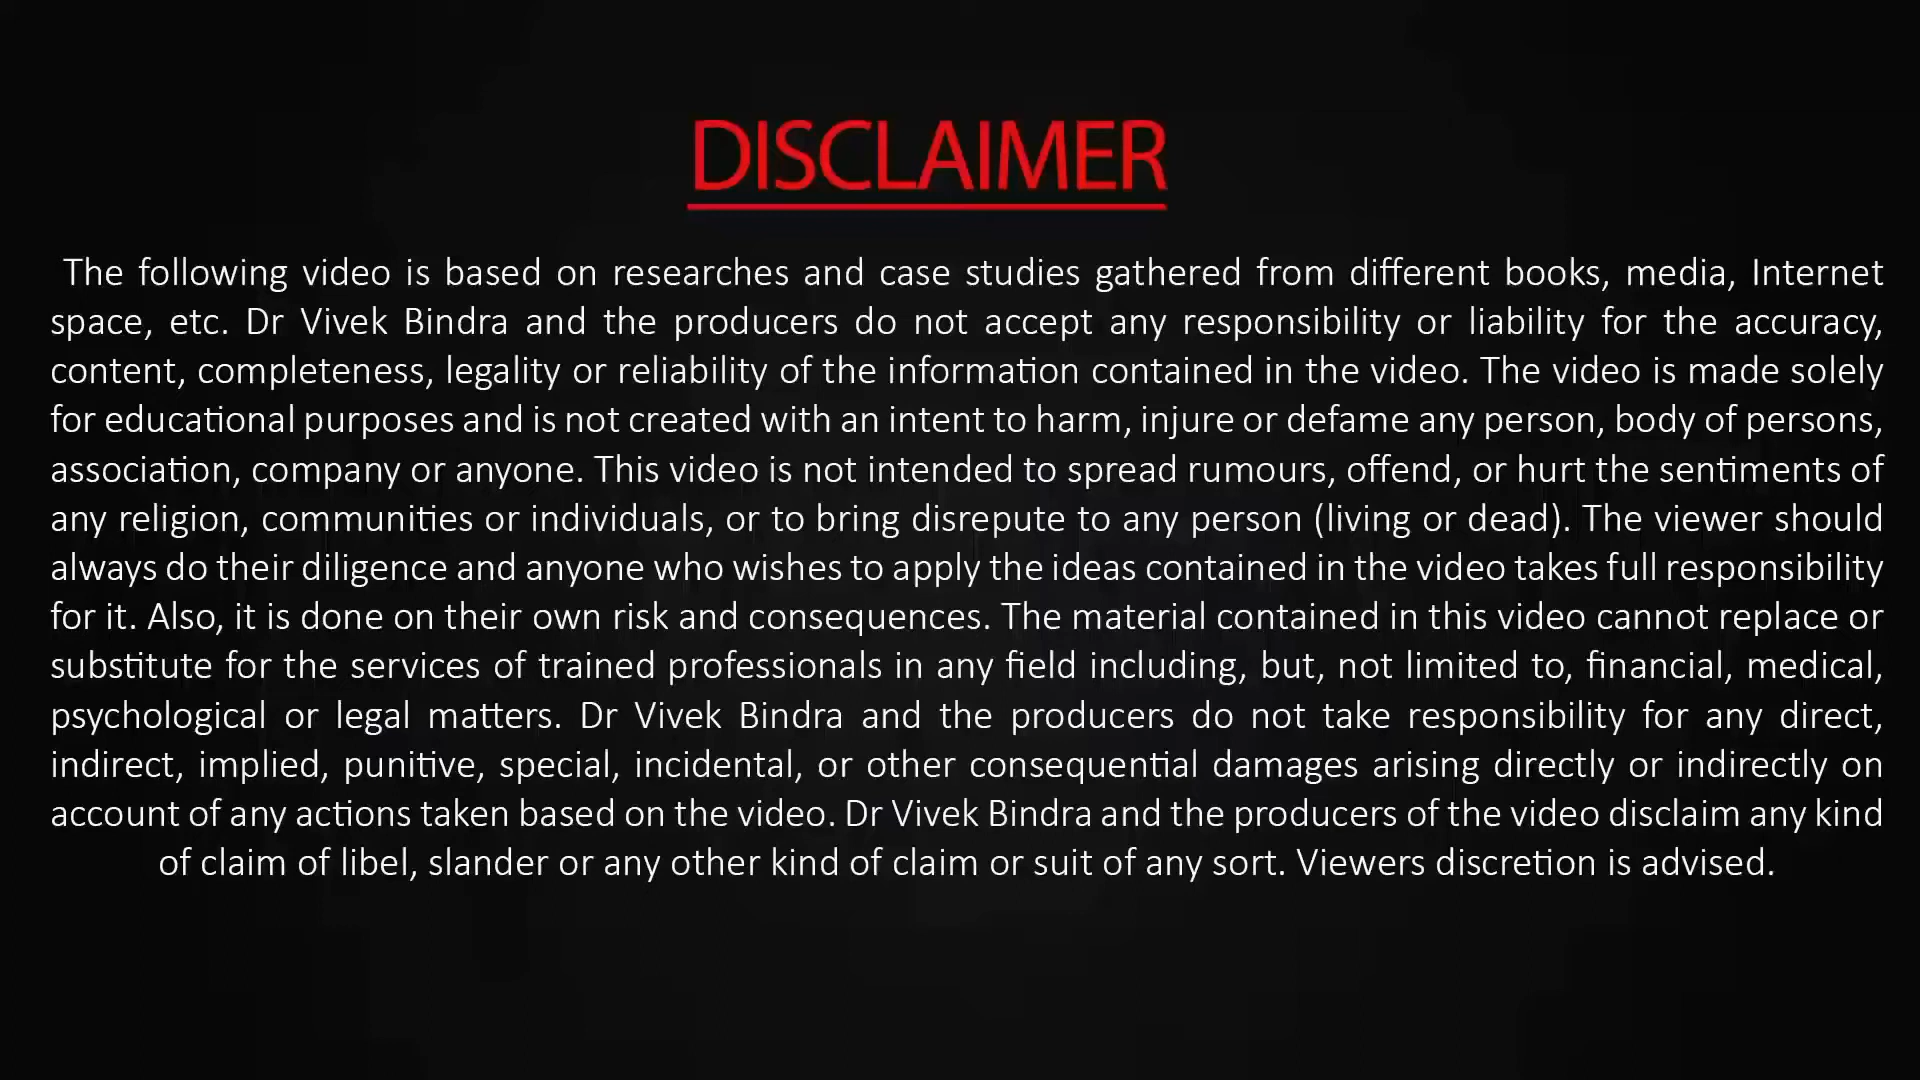 DISCLAIMER
The following video is based on researches and case studies gathered from different books, media, Internet
space, etc. Dr Vivek Bindra and the producers do not accept any responsibility or liability for the accuracy,
content, completeness, legality or reliability of the information contained in the video. The video is made solely
for educational purposes and is not created with an intent to harm, injure or defame any person, body of persons,
association, company or anyone. This video is not intended to spread rumours, offend, or hurt the sentiments of
any religion, communities or individuals, or to bring disrepute to any person (living or dead). The viewer should
always do their diligence and anyone who wishes to apply the ideas contained in the video takes full responsibility
for it. Also, it is done on their own risk and consequences. The material contained in this video cannot replace or
substitute for the services of trained professionals in any field including, but, not limited to, financial, medical,
psychological or legal matters. Dr Vivek Bindra and the producers do not take responsibility for any direct,
indirect, implied, punitive, special, incidental, or other consequential damages arising directly or indirectly on
account of any actions taken based on the video. Dr Vivek Bindra and the producers of the video disclaim any kind
of claim of libel, slander or any other kind of claim or suit of any sort. Viewers discretion is advised.